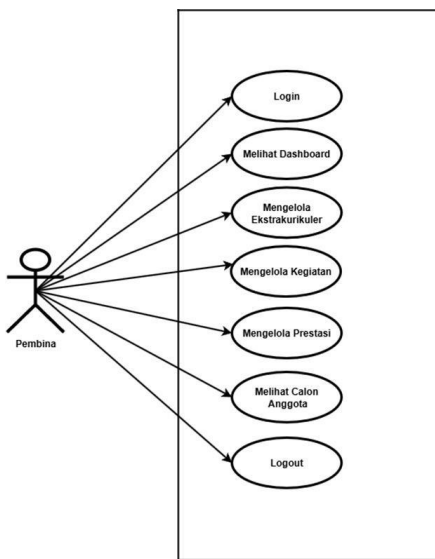 Login
Melihat Dashboard
Mengelola
Ekstrakurikuler
Mengelola Kegiatan
Mengelola Prestasi
Pembina
Melihat Calon
Anggota
Logout